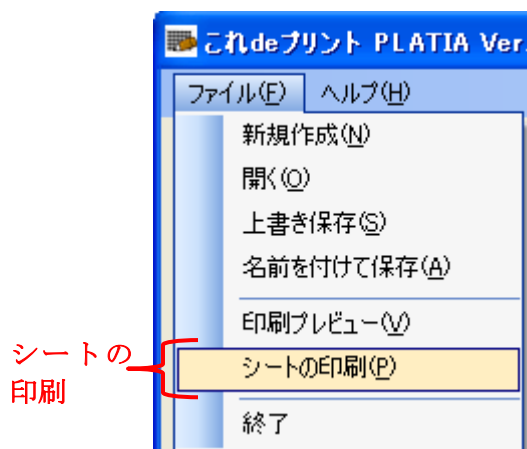 これdeプリント PLATIA Ver.
ファイル(F) ヘルプ(H)
新規作成(N)
開く(O)
上書き保存(S)
名前を付けて保存(A)
印刷プレビュー(V)
シートの印刷(P)
終了
シートの
印刷